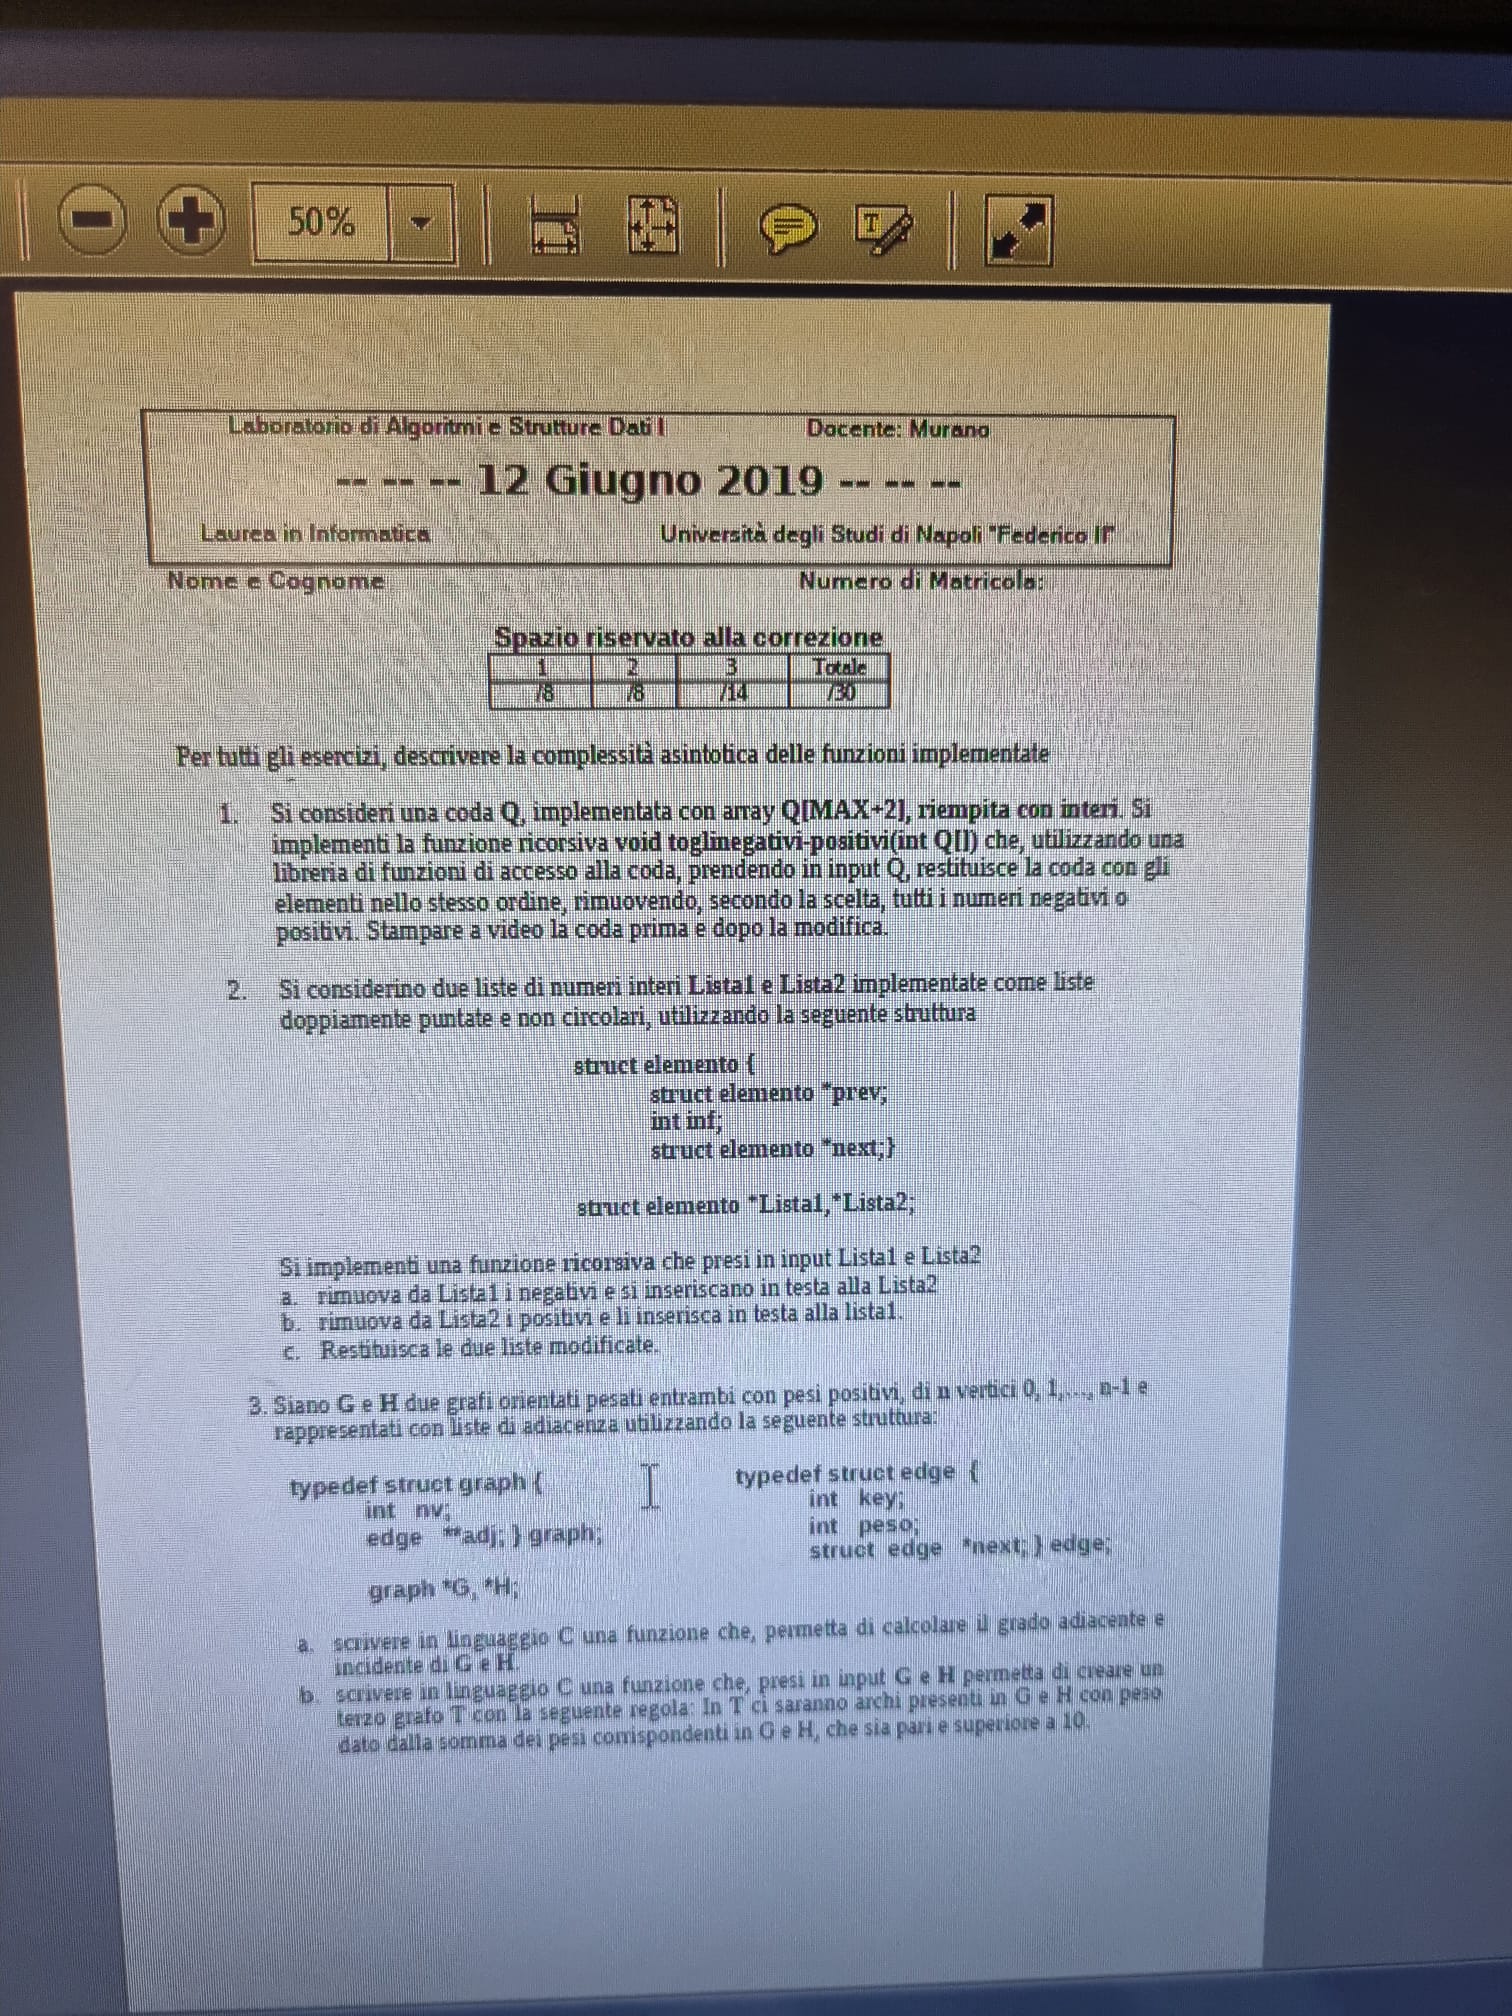 50%
Laboratorio di Algoritmi e Strutture Dati I Docente: Murano
-- -- -- 12 Giugno 2019 -- -- --
Laurea in Informatica Università degli Studi di Napoli "Federico II"
Nome e Cognome Numero di Matricola:
Spazio riservato alla correzione
1 2 3 Totale
/8 /8 /14 /30
Per tutti gli esercizi, descrivere la complessità asintotica delle funzioni implementate
1. Si consideri una coda Q, implementata con array Q[MAX+2], riempita con interi. Si
implementi la funzione ricorsiva void toglinegativi-positivi(int Q[]) che, utilizzando una
libreria di funzioni di accesso alla coda, prendendo in input Q, restituisce la coda con gli
elementi nello stesso ordine, rimuovendo, secondo la scelta, tutti i numeri negativi o
positivi. Stampare a video la coda prima e dopo la modifica.
2. Si considerino due liste di numeri interi Lista1 e Lista2 implementate come liste
doppiamente puntate e non circolari, utilizzando la seguente struttura
struct elemento {
struct elemento *prev;
int inf;
struct elemento *next;}
struct elemento *Lista1,*Lista2;
Si implementi una funzione ricorsiva che presi in input Lista1 e Lista2
a. rimuova da Lista1 i negativi e si inseriscano in testa alla Lista2
b. rimuova da Lista2 i positivi e li inserisca in testa alla lista1.
c. Restituisca le due liste modificate.
3. Siano G e H due grafi orientati pesati entrambi con pesi positivi, di n vertici 0, 1,…, n-1 e
rappresentati con liste di adiacenza utilizzando la seguente struttura:
typedef struct graph { typedef struct edge {
int nv; int key;
edge **adj; } graph; int peso;
struct edge *next; } edge;
graph *G, *H;
a. scrivere in linguaggio C una funzione che, permetta di calcolare il grado adiacente e
incidente di G e H.
b. scrivere in linguaggio C una funzione che, presi in input G e H permetta di creare un
terzo grafo T con la seguente regola: In T ci saranno archi presenti in G e H con peso
dato dalla somma dei pesi corrispondenti in G e H, che sia pari e superiore a 10.